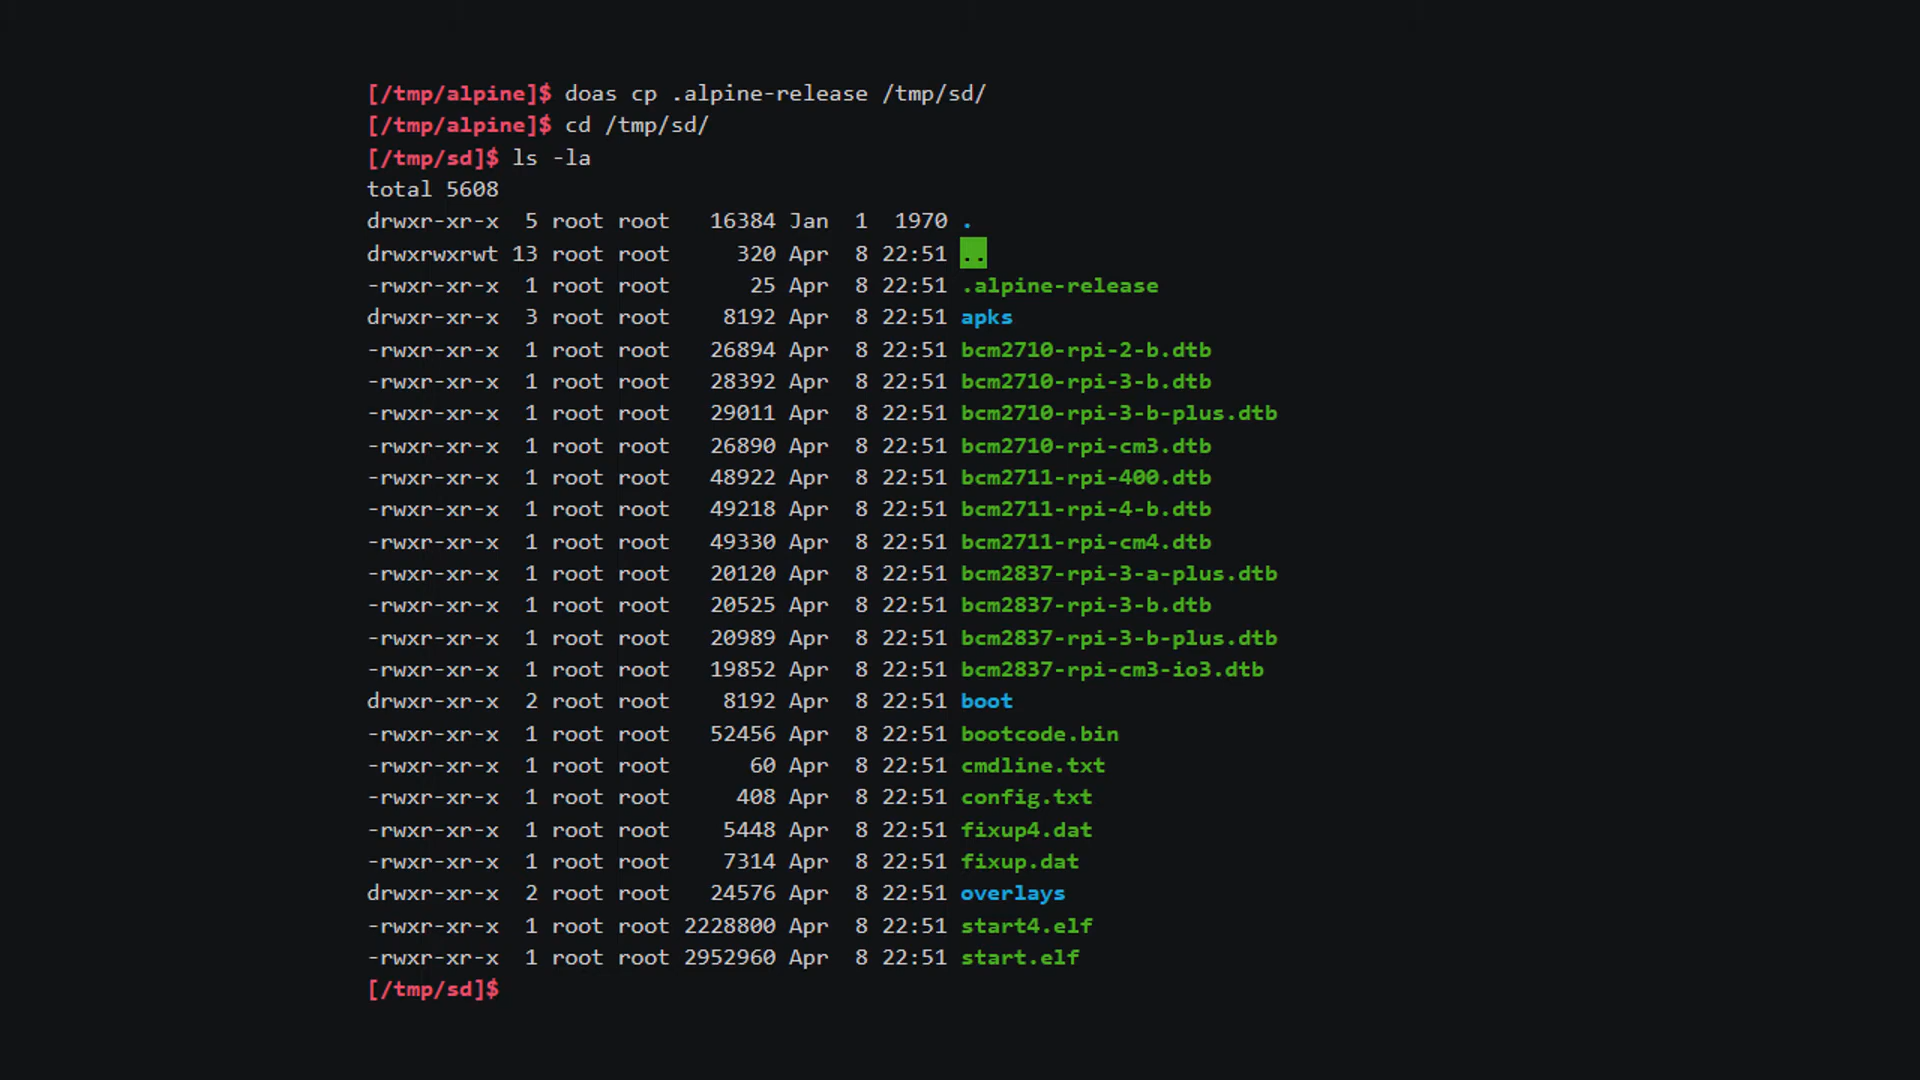 [/tmp/alpine]$ doas cp .alpine-release /tmp/sd/
[/tmp/alpine]$ cd /tmp/sd/
[/tmp/sd]$ ls -la
total 5608
drwxr-xr-x  5 root root   16384 Jan  1  1970 .
drwxrwxrwt 13 root root     320 Apr  8 22:51 ..
-rwxr-xr-x  1 root root      25 Apr  8 22:51 .alpine-release
drwxr-xr-x  3 root root    8192 Apr  8 22:51 apks
-rwxr-xr-x  1 root root   26894 Apr  8 22:51 bcm2710-rpi-2-b.dtb
-rwxr-xr-x  1 root root   28392 Apr  8 22:51 bcm2710-rpi-3-b.dtb
-rwxr-xr-x  1 root root   29011 Apr  8 22:51 bcm2710-rpi-3-b-plus.dtb
-rwxr-xr-x  1 root root   26890 Apr  8 22:51 bcm2710-rpi-cm3.dtb
-rwxr-xr-x  1 root root   48922 Apr  8 22:51 bcm2711-rpi-400.dtb
-rwxr-xr-x  1 root root   49218 Apr  8 22:51 bcm2711-rpi-4-b.dtb
-rwxr-xr-x  1 root root   49330 Apr  8 22:51 bcm2711-rpi-cm4.dtb
-rwxr-xr-x  1 root root   20120 Apr  8 22:51 bcm2837-rpi-3-a-plus.dtb
-rwxr-xr-x  1 root root   20525 Apr  8 22:51 bcm2837-rpi-3-b.dtb
-rwxr-xr-x  1 root root   20989 Apr  8 22:51 bcm2837-rpi-3-b-plus.dtb
-rwxr-xr-x  1 root root   19852 Apr  8 22:51 bcm2837-rpi-cm3-io3.dtb
drwxr-xr-x  2 root root    8192 Apr  8 22:51 boot
-rwxr-xr-x  1 root root   52456 Apr  8 22:51 bootcode.bin
-rwxr-xr-x  1 root root      60 Apr  8 22:51 cmdline.txt
-rwxr-xr-x  1 root root     408 Apr  8 22:51 config.txt
-rwxr-xr-x  1 root root    5448 Apr  8 22:51 fixup4.dat
-rwxr-xr-x  1 root root    7314 Apr  8 22:51 fixup.dat
drwxr-xr-x  2 root root   24576 Apr  8 22:51 overlays
-rwxr-xr-x  1 root root 2228800 Apr  8 22:51 start4.elf
-rwxr-xr-x  1 root root 2952960 Apr  8 22:51 start.elf
[/tmp/sd]$